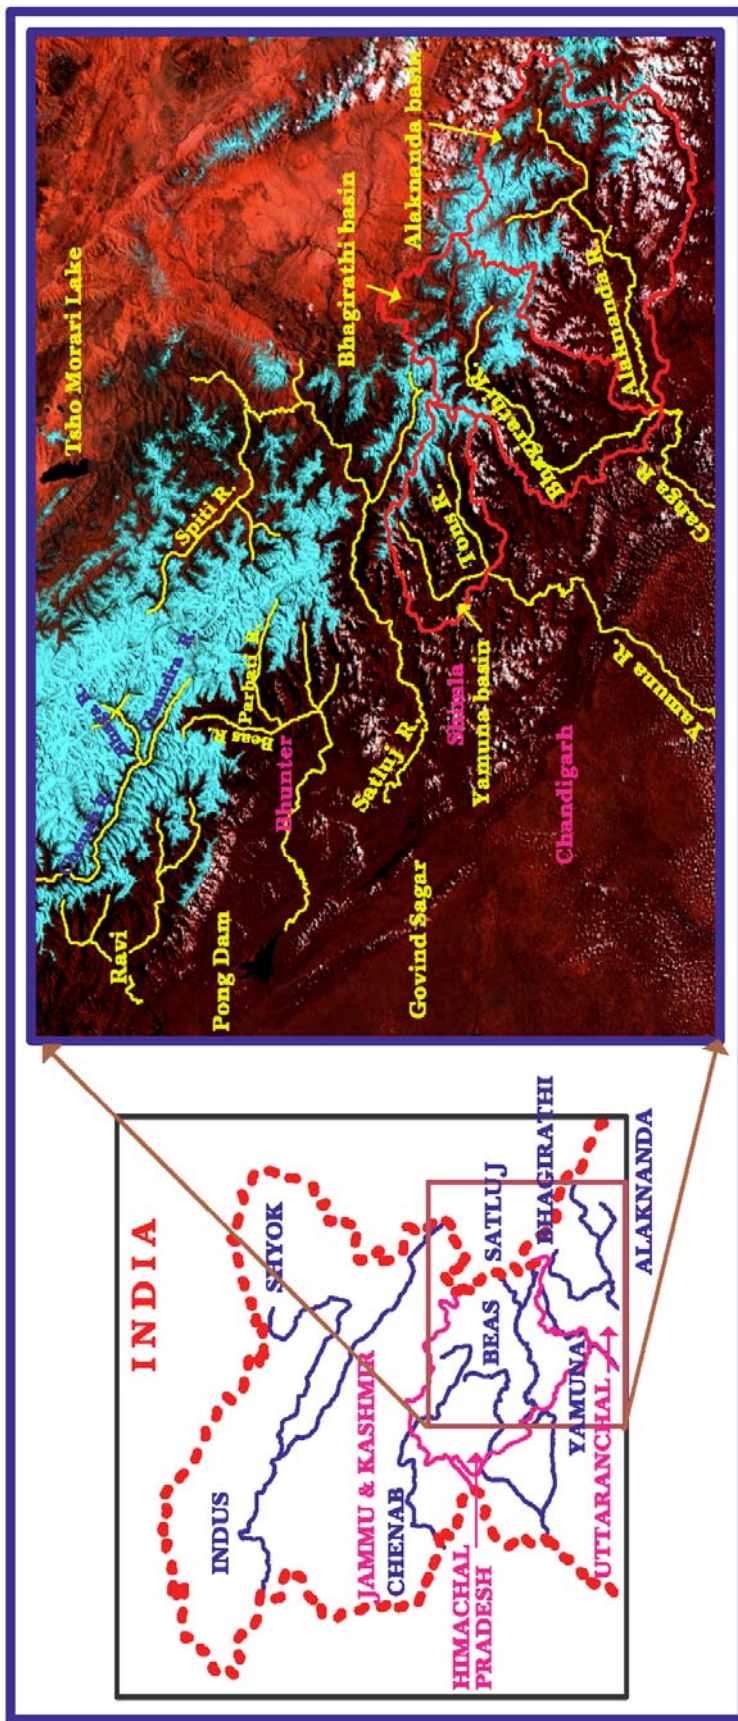 INDIA
SHYOK
INDUS
JAMMU & KASHMIR
CHENAB
HIMACHAL
PRADESH
BEAS
SATLUJ
BHAGIRATHI
YAMUNA
UTTARANCHAL
ALAKNANDA
Tsho Morari Lake
Chandra R.
Spiti R.
Ravi
Parbati R.
Beas R.
Bhunter
Pong Dam
Bhagirathi basin
Alaknanda basin
Satluj R.
Govind Sagar
Shimla
Yamuna basin
Tons R.
Bhagirathi R.
Alaknanda R.
Chandigarh
Yamuna R.
Ganga R.